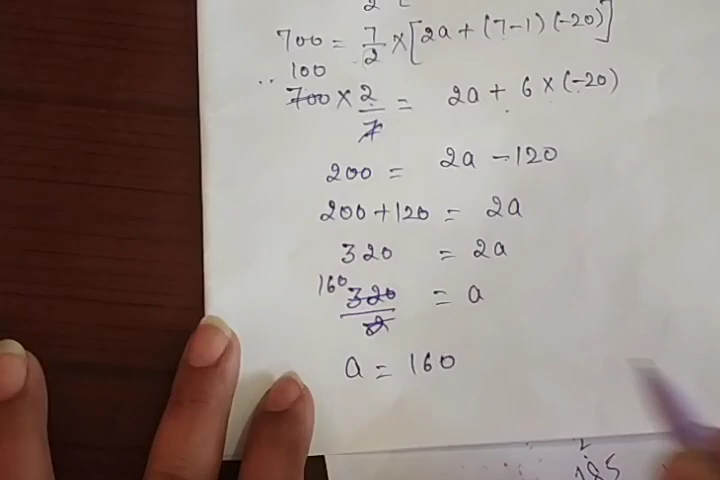 700 = 7/2 × [2a + (7-1) (-20)]
100
700 × 2/7 = 2a + 6 × (-20)
200 = 2a - 120
200 + 120 = 2a
320 = 2a
160
320/2 = a
a = 160
185